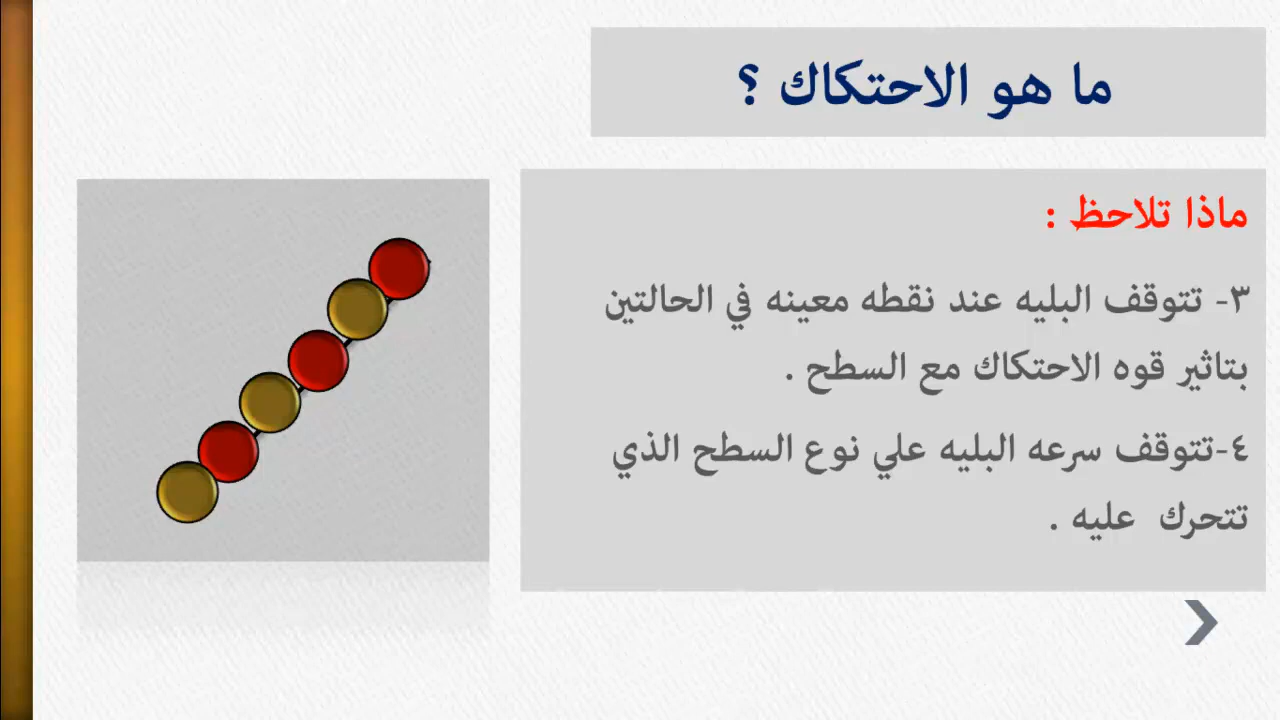 ما هو الاحتكاك ؟
ماذا تلاحظ :
٣- تتوقف البليه عند نقطه معينه في الحالتين
بتاثير قوه الاحتكاك مع السطح .
٤-تتوقف سرعه البليه علي نوع السطح الذي
تتحرك عليه .